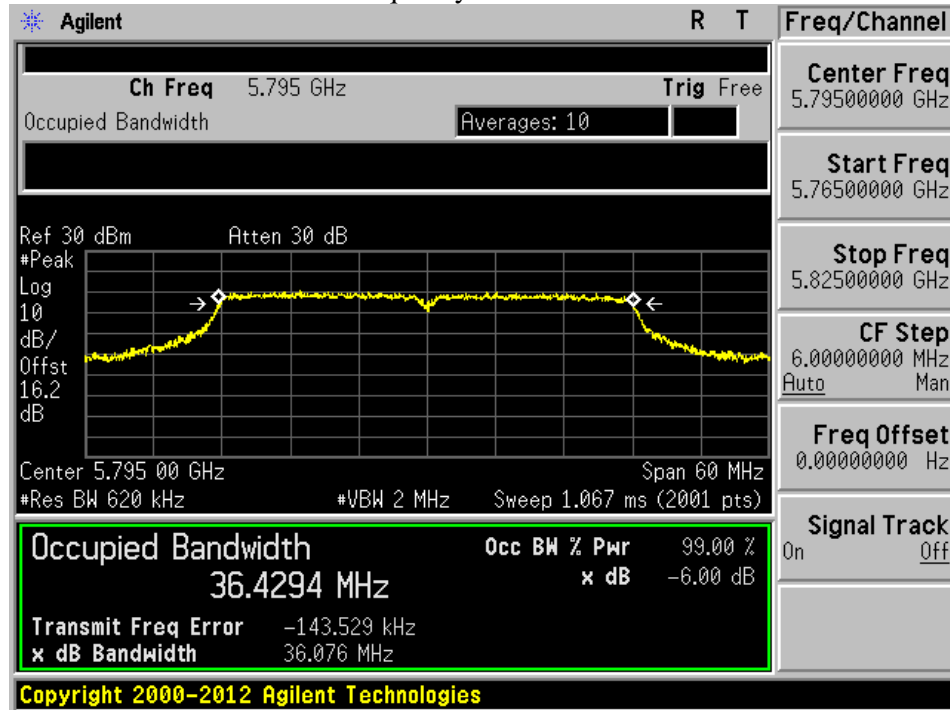 Agilent R T Freq/Channel
Ch Freq 5.795 GHz Trig Free
Occupied Bandwidth Averages: 10
Ref 30 dBm Atten 30 dB
#Peak
Log
10
dB/
Offst
16.2
dB
Center 5.795 00 GHz Span 60 MHz
#Res BW 620 kHz #VBW 2 MHz Sweep 1.067 ms (2001 pts)
Occupied Bandwidth Occ BW % Pwr 99.00 %
36.4294 MHz x dB -6.00 dB
Transmit Freq Error -143.529 kHz
x dB Bandwidth 36.076 MHz
Copyright 2000-2012 Agilent Technologies
Center Freq
5.79500000 GHz
Start Freq
5.76500000 GHz
Stop Freq
5.82500000 GHz
CF Step
6.00000000 MHz
Auto Man
Freq Offset
0.00000000 Hz
Signal Track
On Off